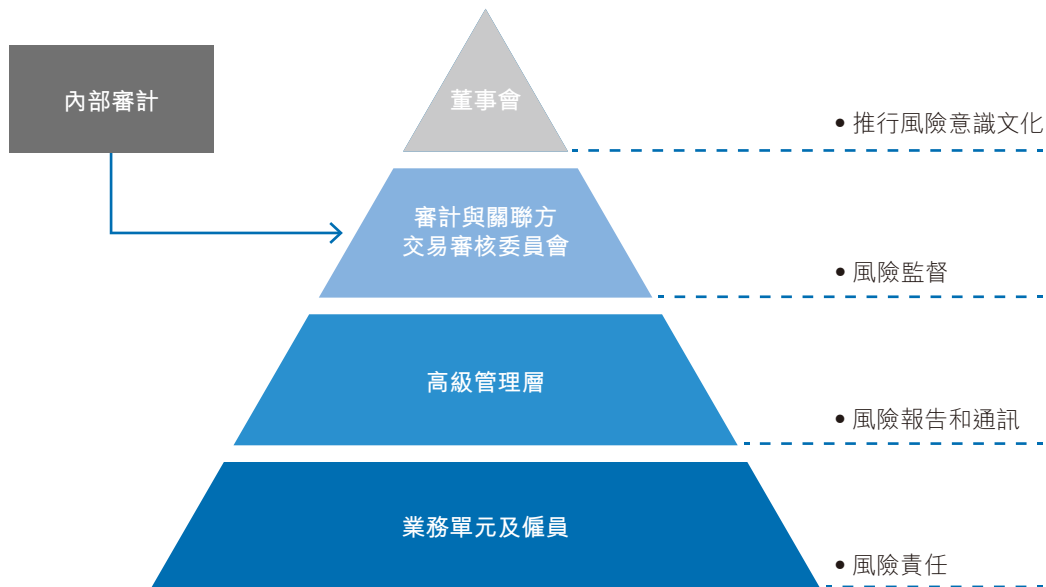 內部審計
董事會
• 推行風險意識文化
審計與關聯方
交易審核委員會
• 風險監督
高級管理層
• 風險報告和通訊
業務單元及僱員
• 風險責任